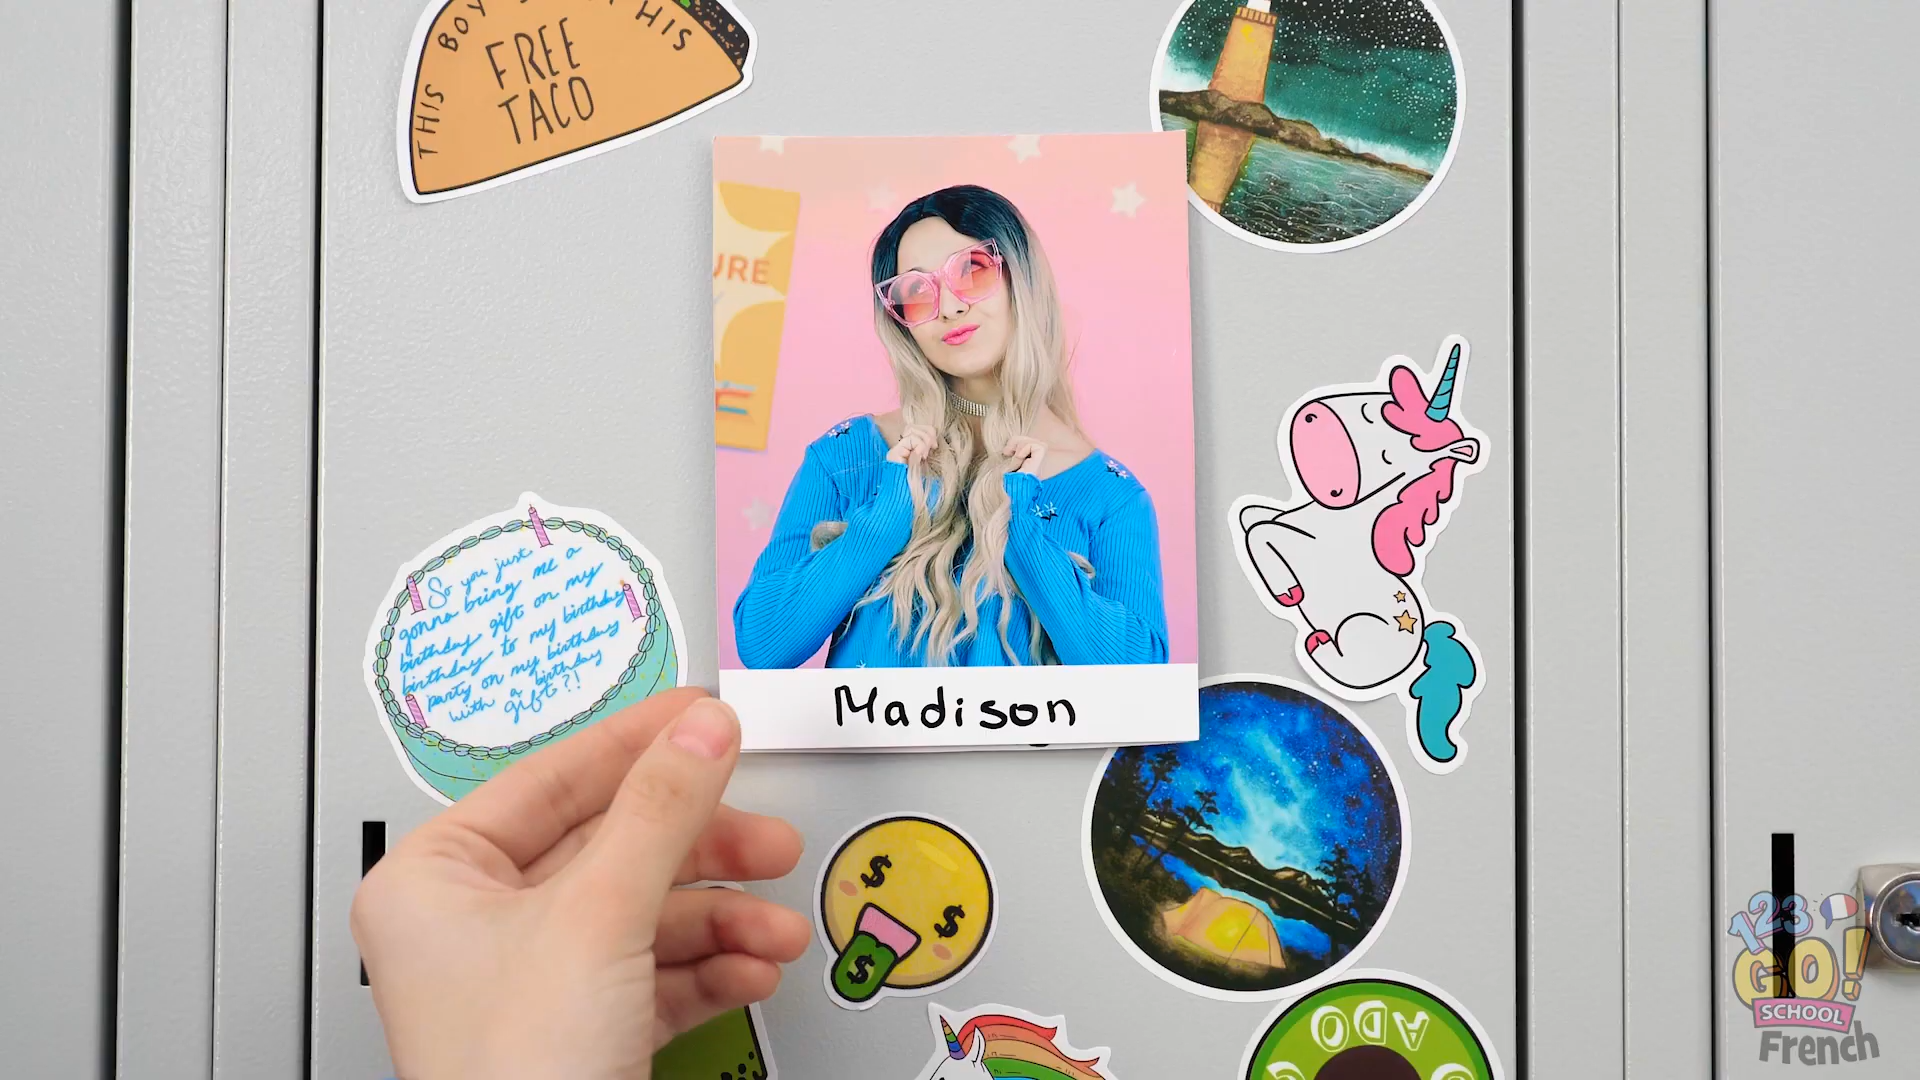 THIS BOY
HIS
FREE
TACO
URE
So you just
gonna bring me a
birthday gift on my
birthday to my birthday
party on my birthday
with a birthday
gift?!
Madison
$ $
$
ADO
123
GO!
SCHOOL
French